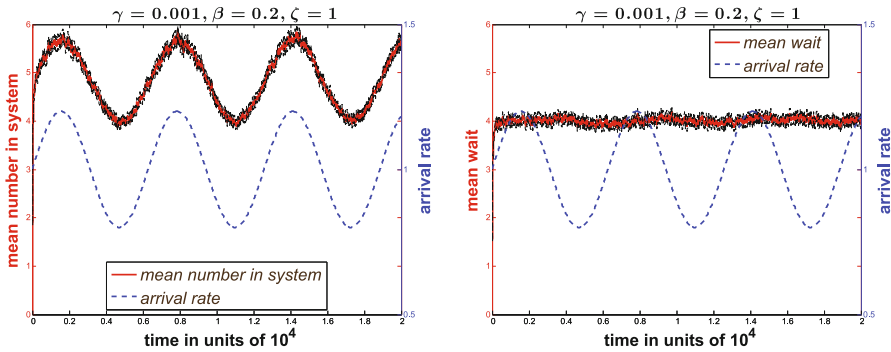 γ = 0.001, β = 0.2, ζ = 1
6
5
4
3
2
1
0
mean number in system
1.5
1
0.5
arrival rate
mean number in system
arrival rate
0 0.2 0.4 0.6 0.8 1 1.2 1.4 1.6 1.8 2
time in units of 10^4
γ = 0.001, β = 0.2, ζ = 1
6
5
4
3
2
1
0
mean wait
1.5
1
0.5
arrival rate
mean wait
arrival rate
0 0.2 0.4 0.6 0.8 1 1.2 1.4 1.6 1.8 2
time in units of 10^4